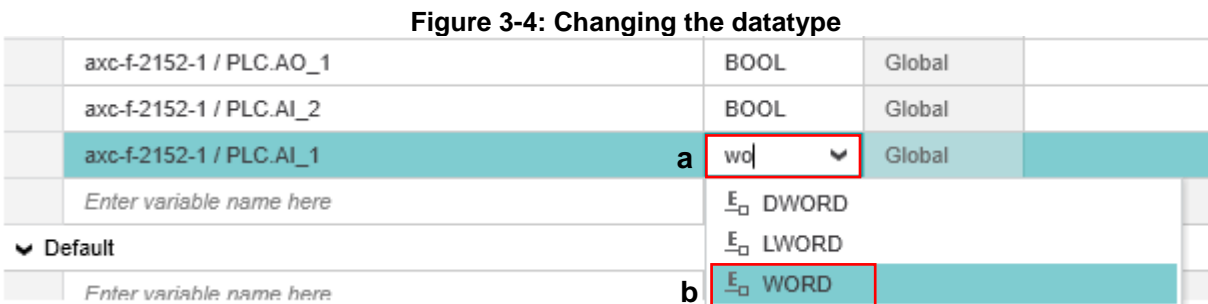 Figure 3-4: Changing the datatype
axc-f-2152-1 / PLC.AO_1 BOOL Global
axc-f-2152-1 / PLC.AI_2 BOOL Global
axc-f-2152-1 / PLC.AI_1 a wo Global
Enter variable name here E DWORD
Default E LWORD
Enter variable name here b E WORD